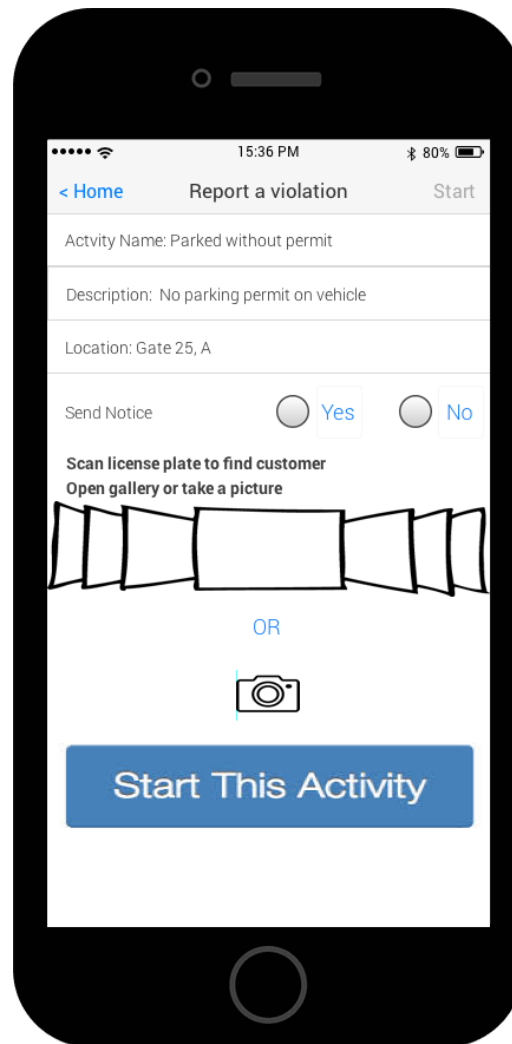 15:36 PM 80%
< Home Report a violation Start
Actvity Name: Parked without permit
Description: No parking permit on vehicle
Location: Gate 25, A
Send Notice Yes No
Scan license plate to find customer
Open gallery or take a picture
OR
Start This Activity